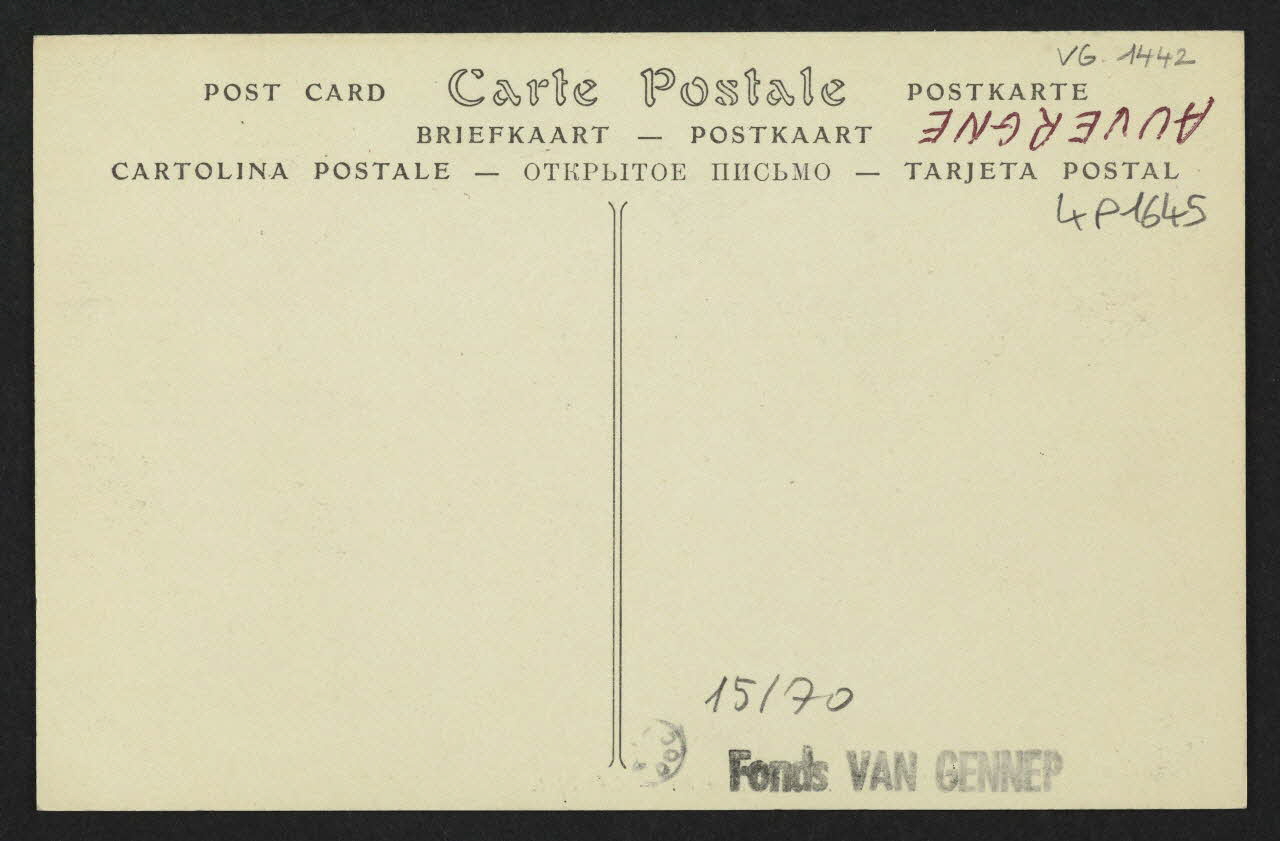 VG. 1442
POST CARD Carte Postale POSTKARTE
BRIEFKAART — POSTKAART
AUVERGNE
CARTOLINA POSTALE — ОТКРЫТОЕ ПИСЬМО — TARJETA POSTAL
4P1645
15/70
Fonds VAN GENNEP